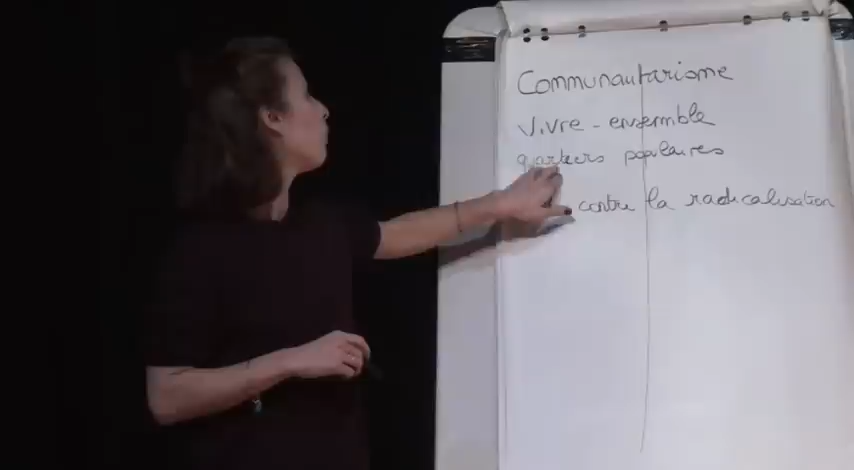 Communautarisme
Vivre-ensemble
quartiers populaires
contre la radicalisation